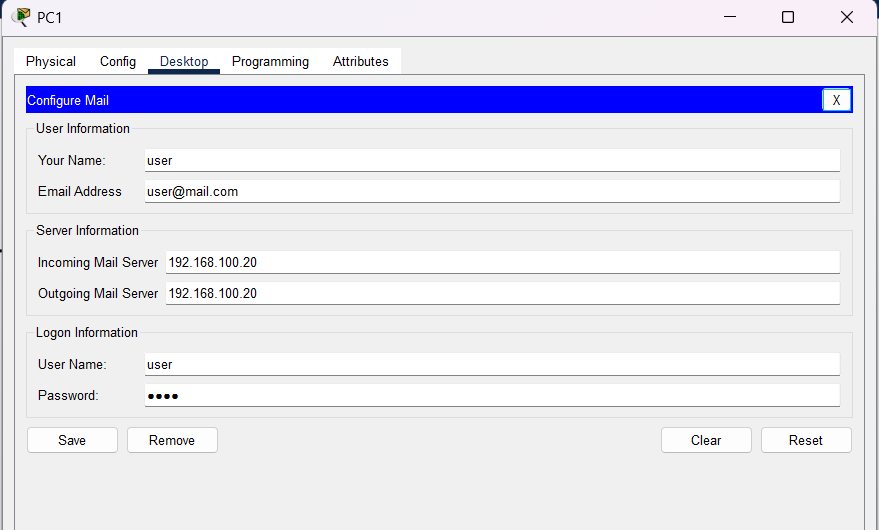 PC1
Physical Config Desktop Programming Attributes
Configure Mail X
User Information
Your Name: user
Email Address user@mail.com
Server Information
Incoming Mail Server 192.168.100.20
Outgoing Mail Server 192.168.100.20
Logon Information
User Name: user
Password: ●●●●
Save Remove Clear Reset